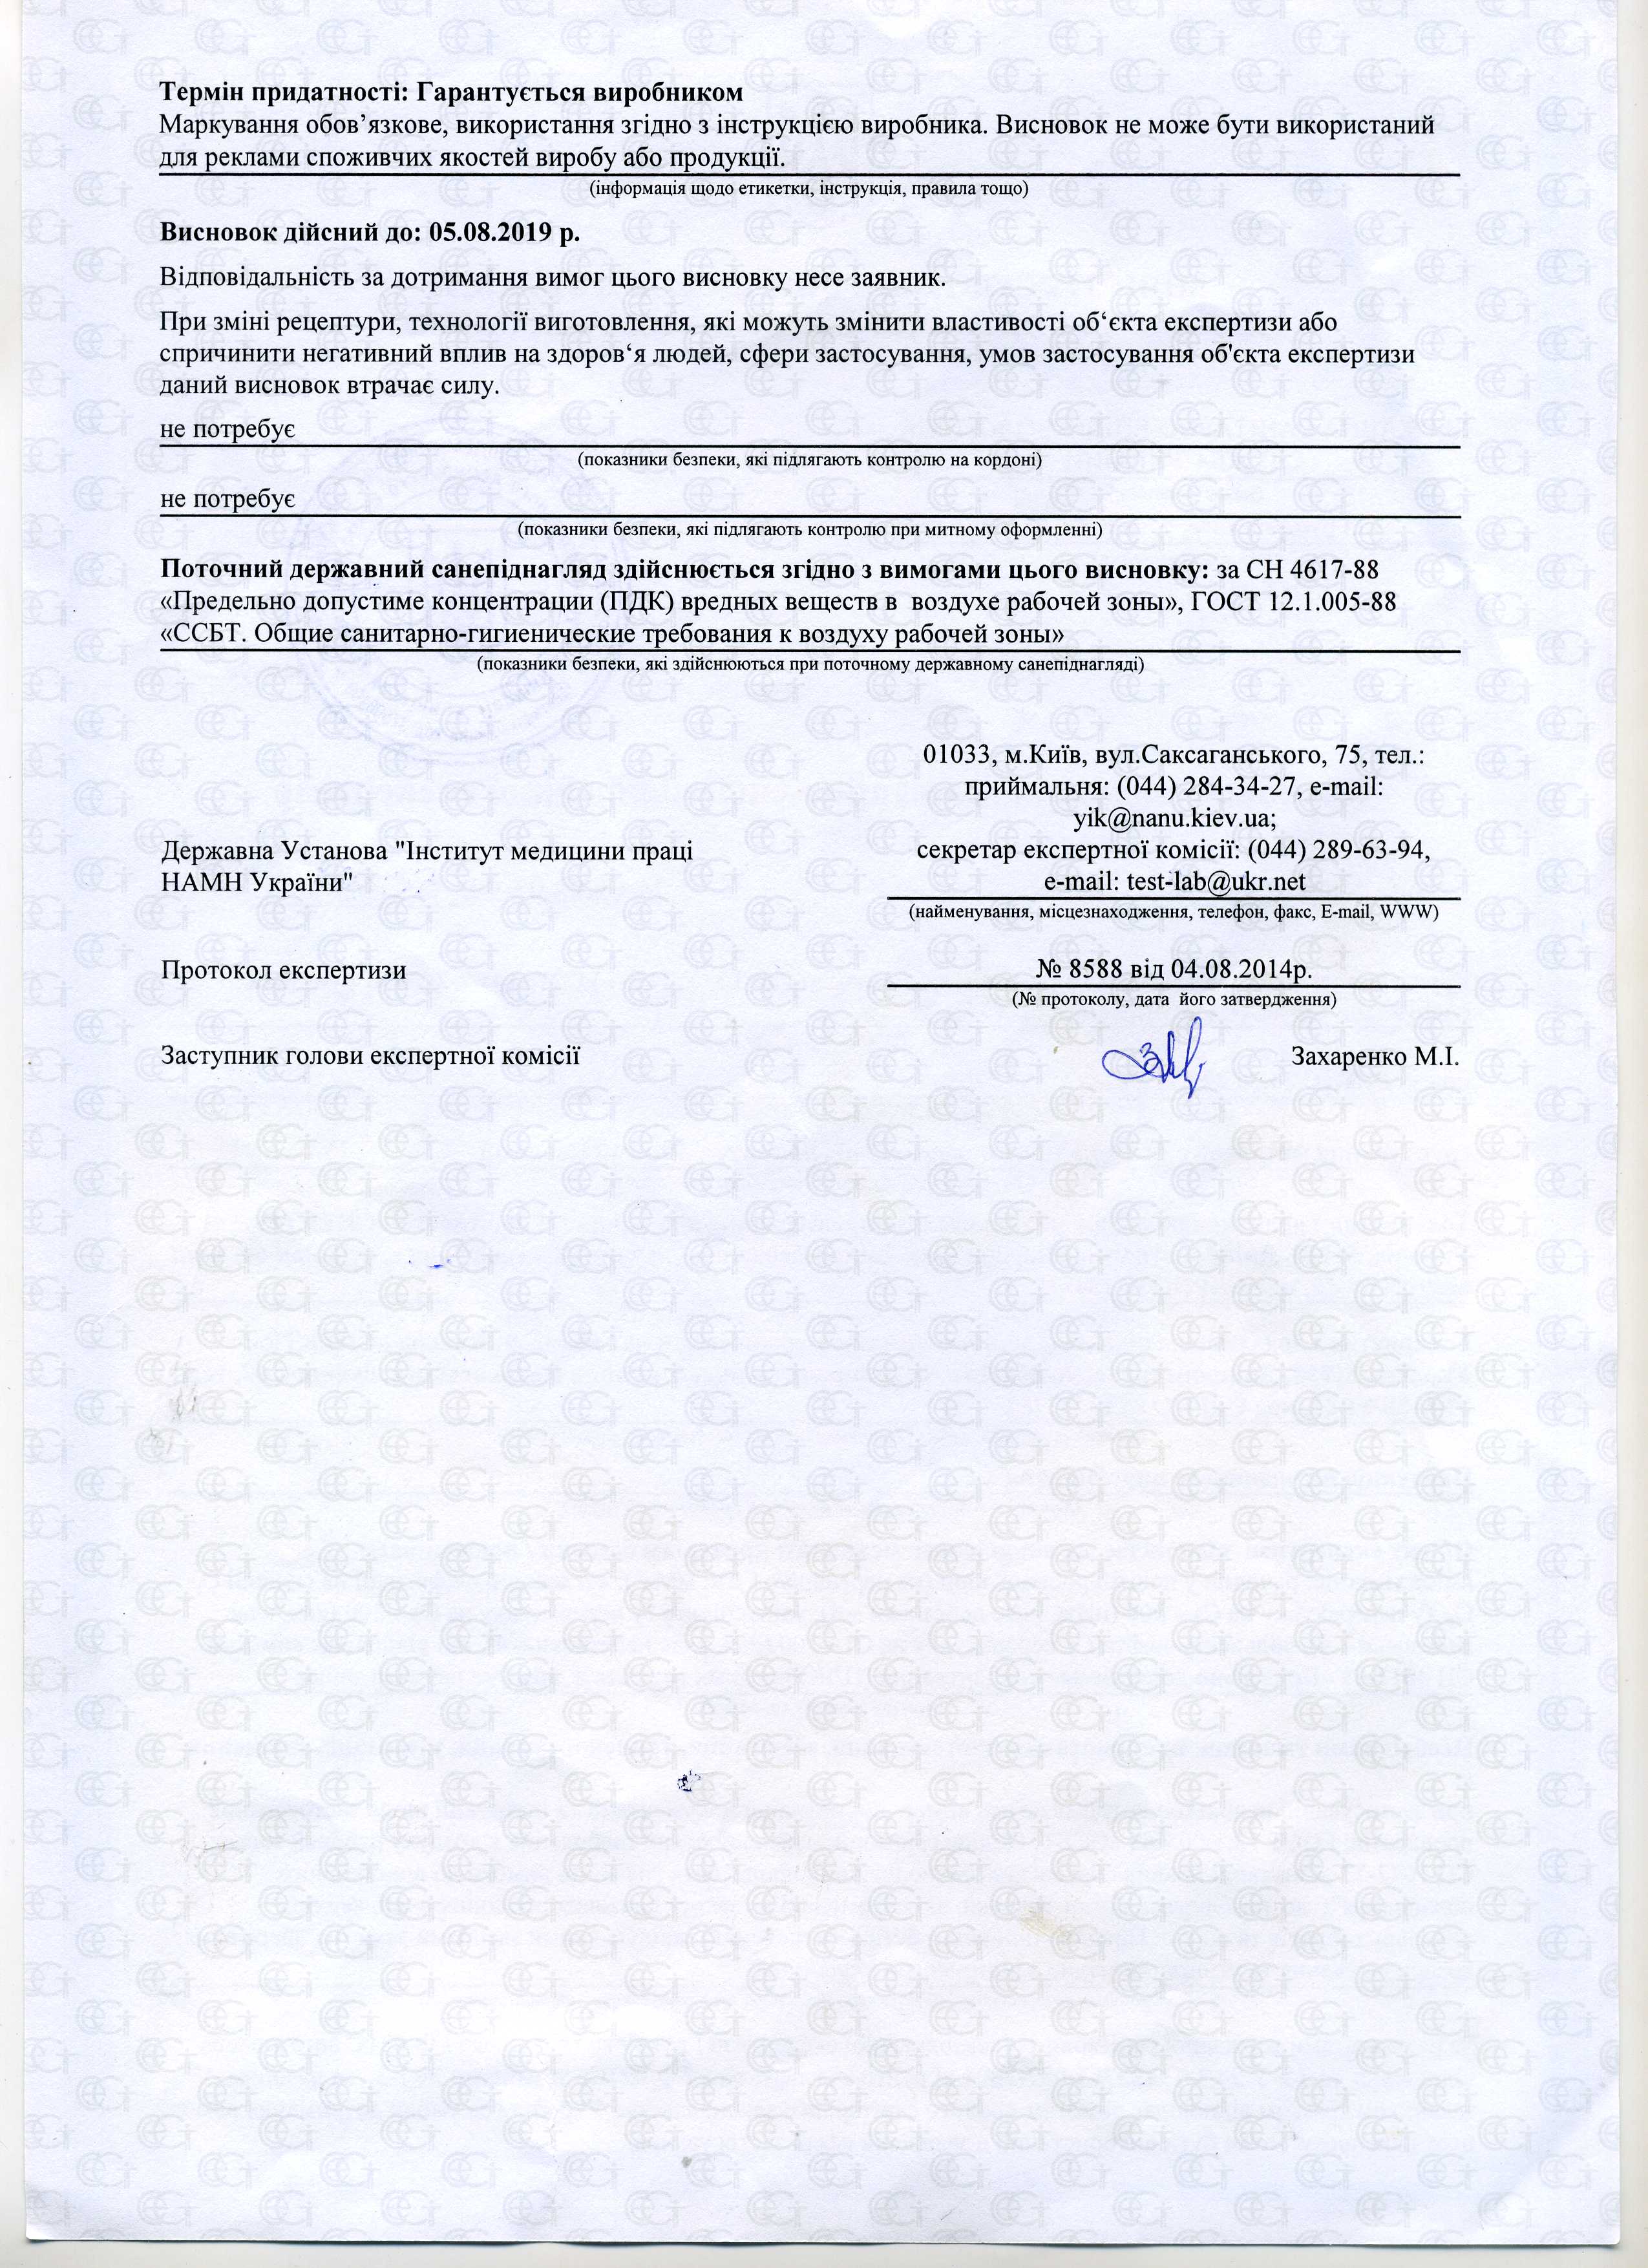 Термін придатності: Гарантується виробником
Маркування обов’язкове, використання згідно з інструкцією виробника. Висновок не може бути використаний
для реклами споживчих якостей виробу або продукції.
(інформація щодо етикетки, інструкція, правила тощо)
Висновок дійсний до: 05.08.2019 р.
Відповідальність за дотримання вимог цього висновку несе заявник.
При зміні рецептури, технології виготовлення, які можуть змінити властивості об‘єкта експертизи або
спричинити негативний вплив на здоров‘я людей, сфери застосування, умов застосування об'єкта експертизи
даний висновок втрачає силу.
не потребує
(показники безпеки, які підлягають контролю на кордоні)
не потребує
(показники безпеки, які підлягають контролю при митному оформленні)
Поточний державний санепіднагляд здійснюється згідно з вимогами цього висновку: за СН 4617-88
«Предельно допустиме концентрации (ПДК) вредных веществ в воздухе рабочей зоны», ГОСТ 12.1.005-88
«ССБТ. Общие санитарно-гигиенические требования к воздуху рабочей зоны»
(показники безпеки, які здійснюються при поточному державному санепіднагляді)
01033, м.Київ, вул.Саксаганського, 75, тел.:
приймальня: (044) 284-34-27, e-mail:
yik@nanu.kiev.ua;
Державна Установа "Інститут медицини праці
НАМН України"
секретар експертної комісії: (044) 289-63-94,
e-mail: test-lab@ukr.net
(найменування, місцезнаходження, телефон, факс, E-mail, WWW)
Протокол експертизи
№ 8588 від 04.08.2014р.
(№ протоколу, дата його затвердження)
Заступник голови експертної комісії
Захаренко М.І.